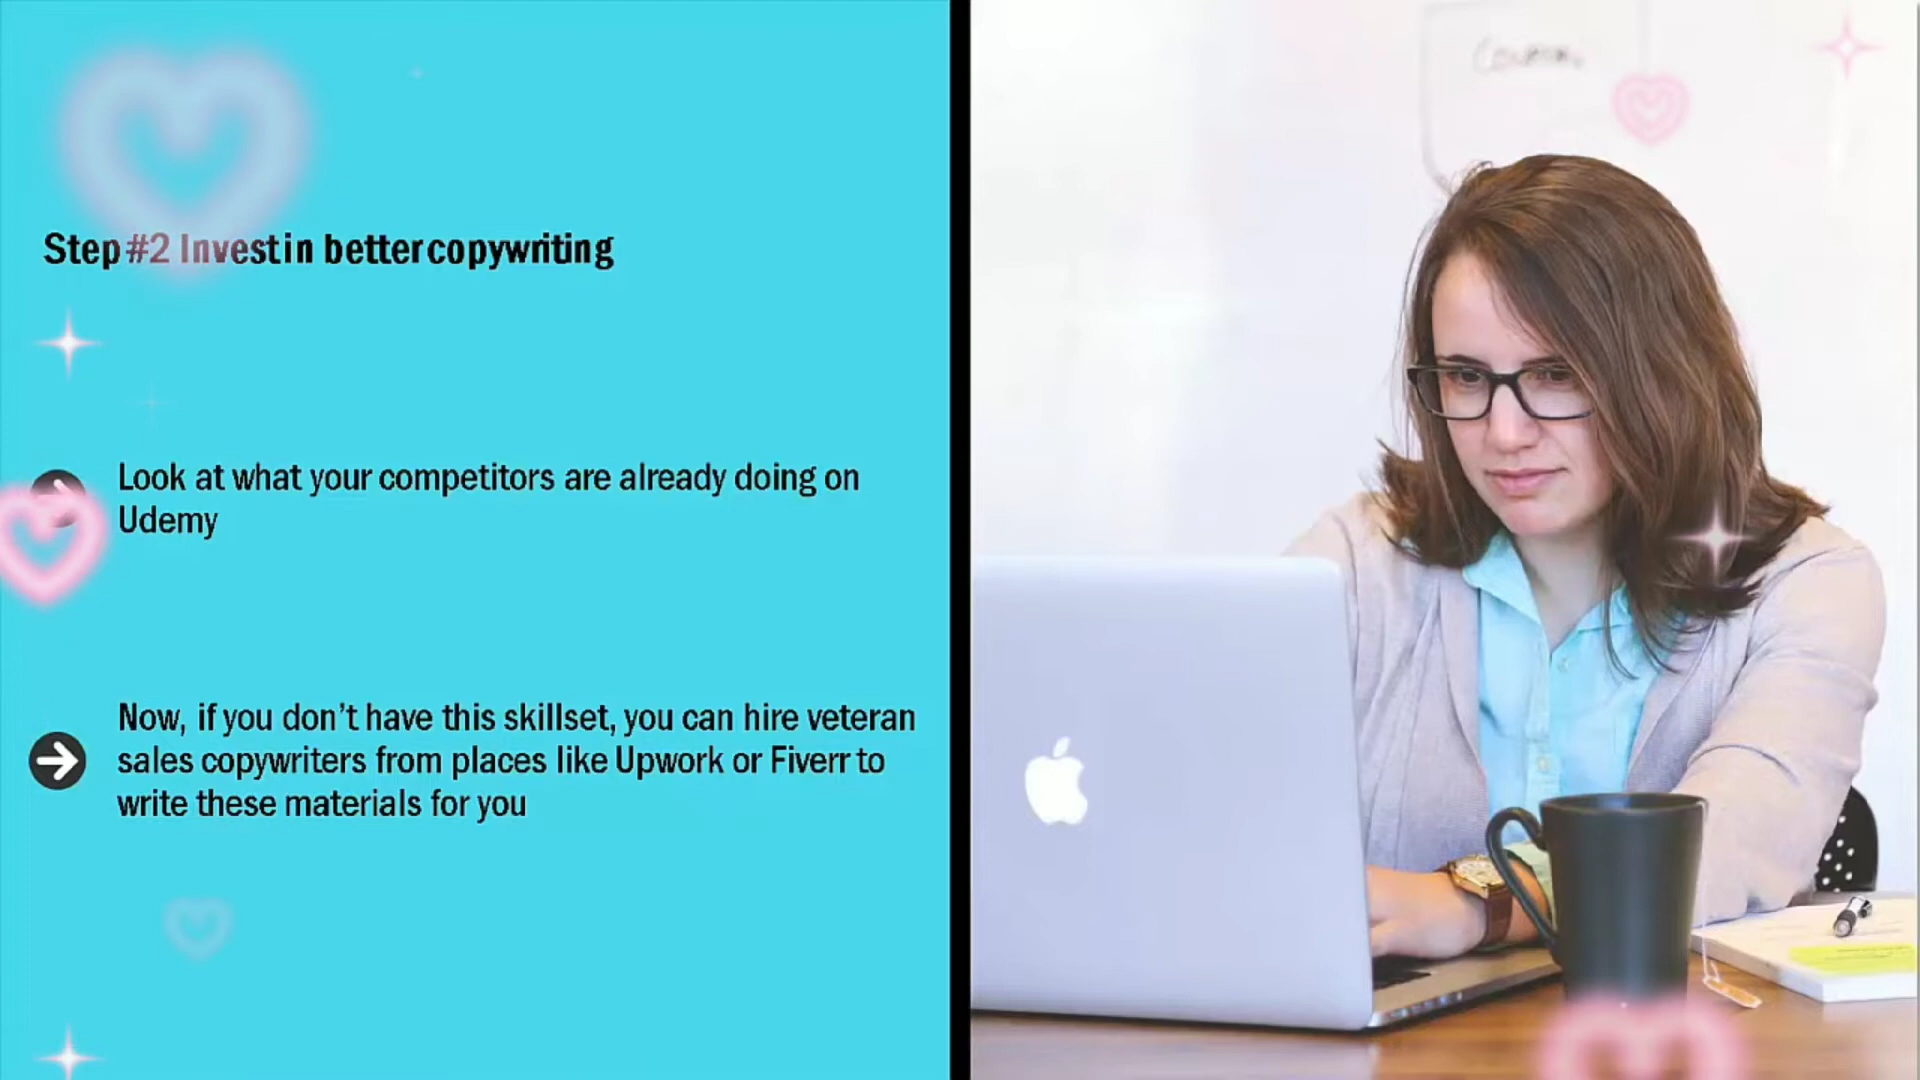 Step #2 Invest in better copywriting
Look at what your competitors are already doing on
Udemy
Now, if you don't have this skillset, you can hire veteran
sales copywriters from places like Upwork or Fiverr to
write these materials for you